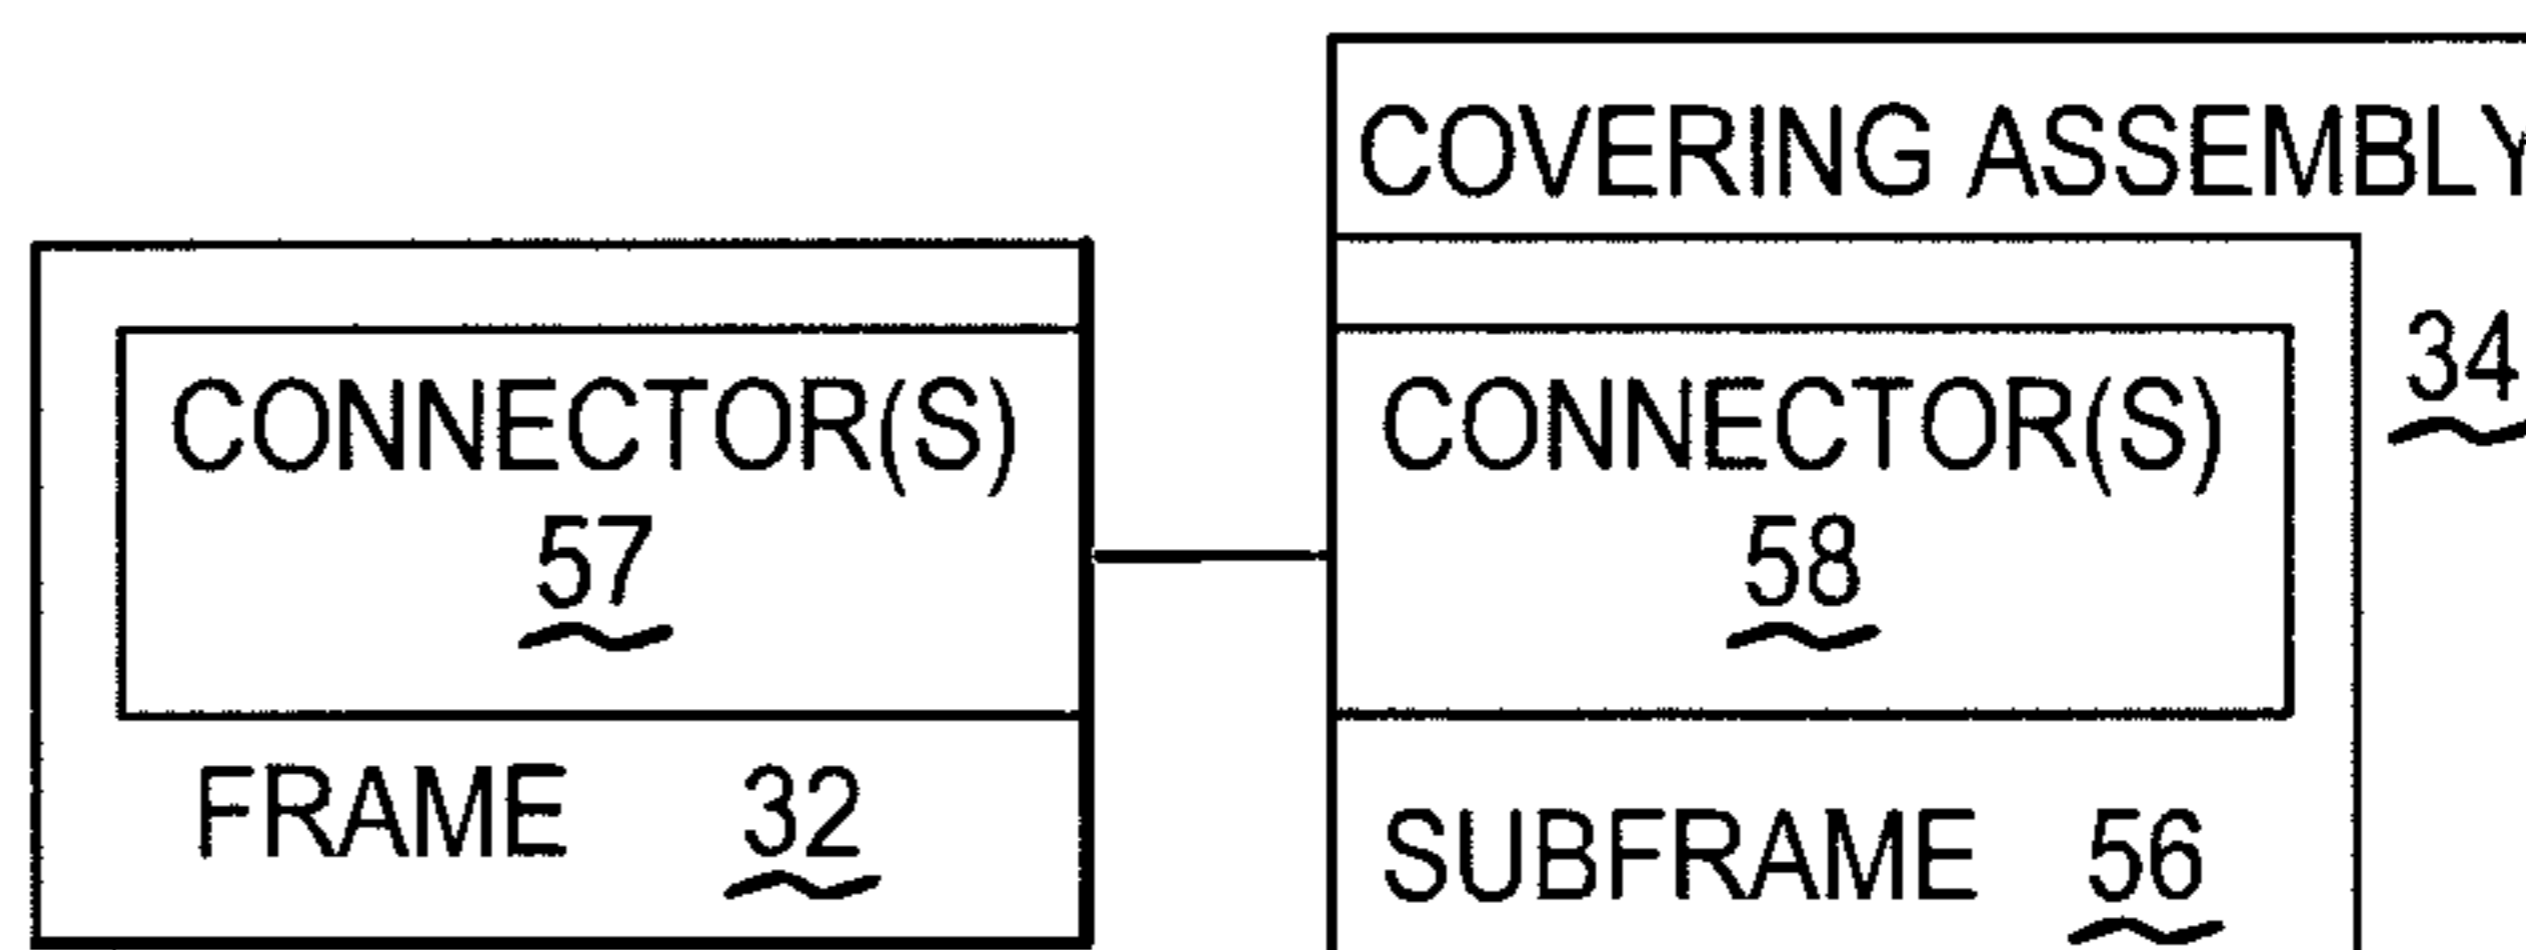 COVERING ASSEMBLY
34
CONNECTOR(S)
57
FRAME 32
CONNECTOR(S)
58
SUBFRAME 56